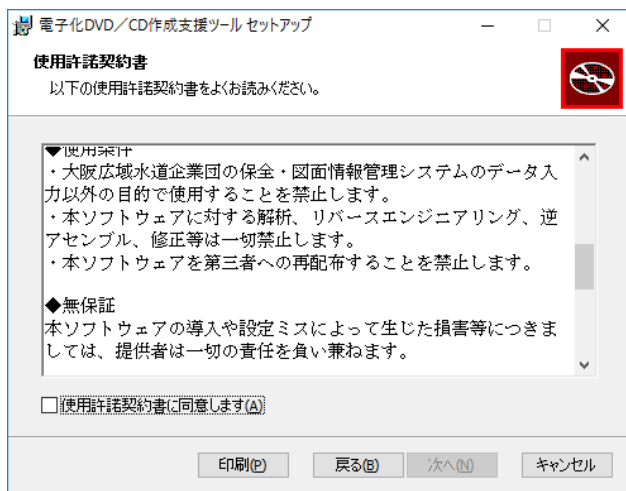 電子化DVD／CD作成支援ツール セットアップ
使用許諾契約書
以下の使用許諾契約書をよくお読みください。
◆使用条件
・大阪広域水道企業団の保全・図面情報管理システムのデータ入
力以外の目的で使用することを禁止します。
・本ソフトウェアに対する解析、リバースエンジニアリング、逆
アセンブル、修正等は一切禁止します。
・本ソフトウェアを第三者への再配布することを禁止します。
◆無保証
本ソフトウェアの導入や設定ミスによって生じた損害等につきま
しては、提供者は一切の責任を負い兼ねます。
使用許諾契約書に同意します(A)
印刷(P) 戻る(B) 次へ(N) キャンセル